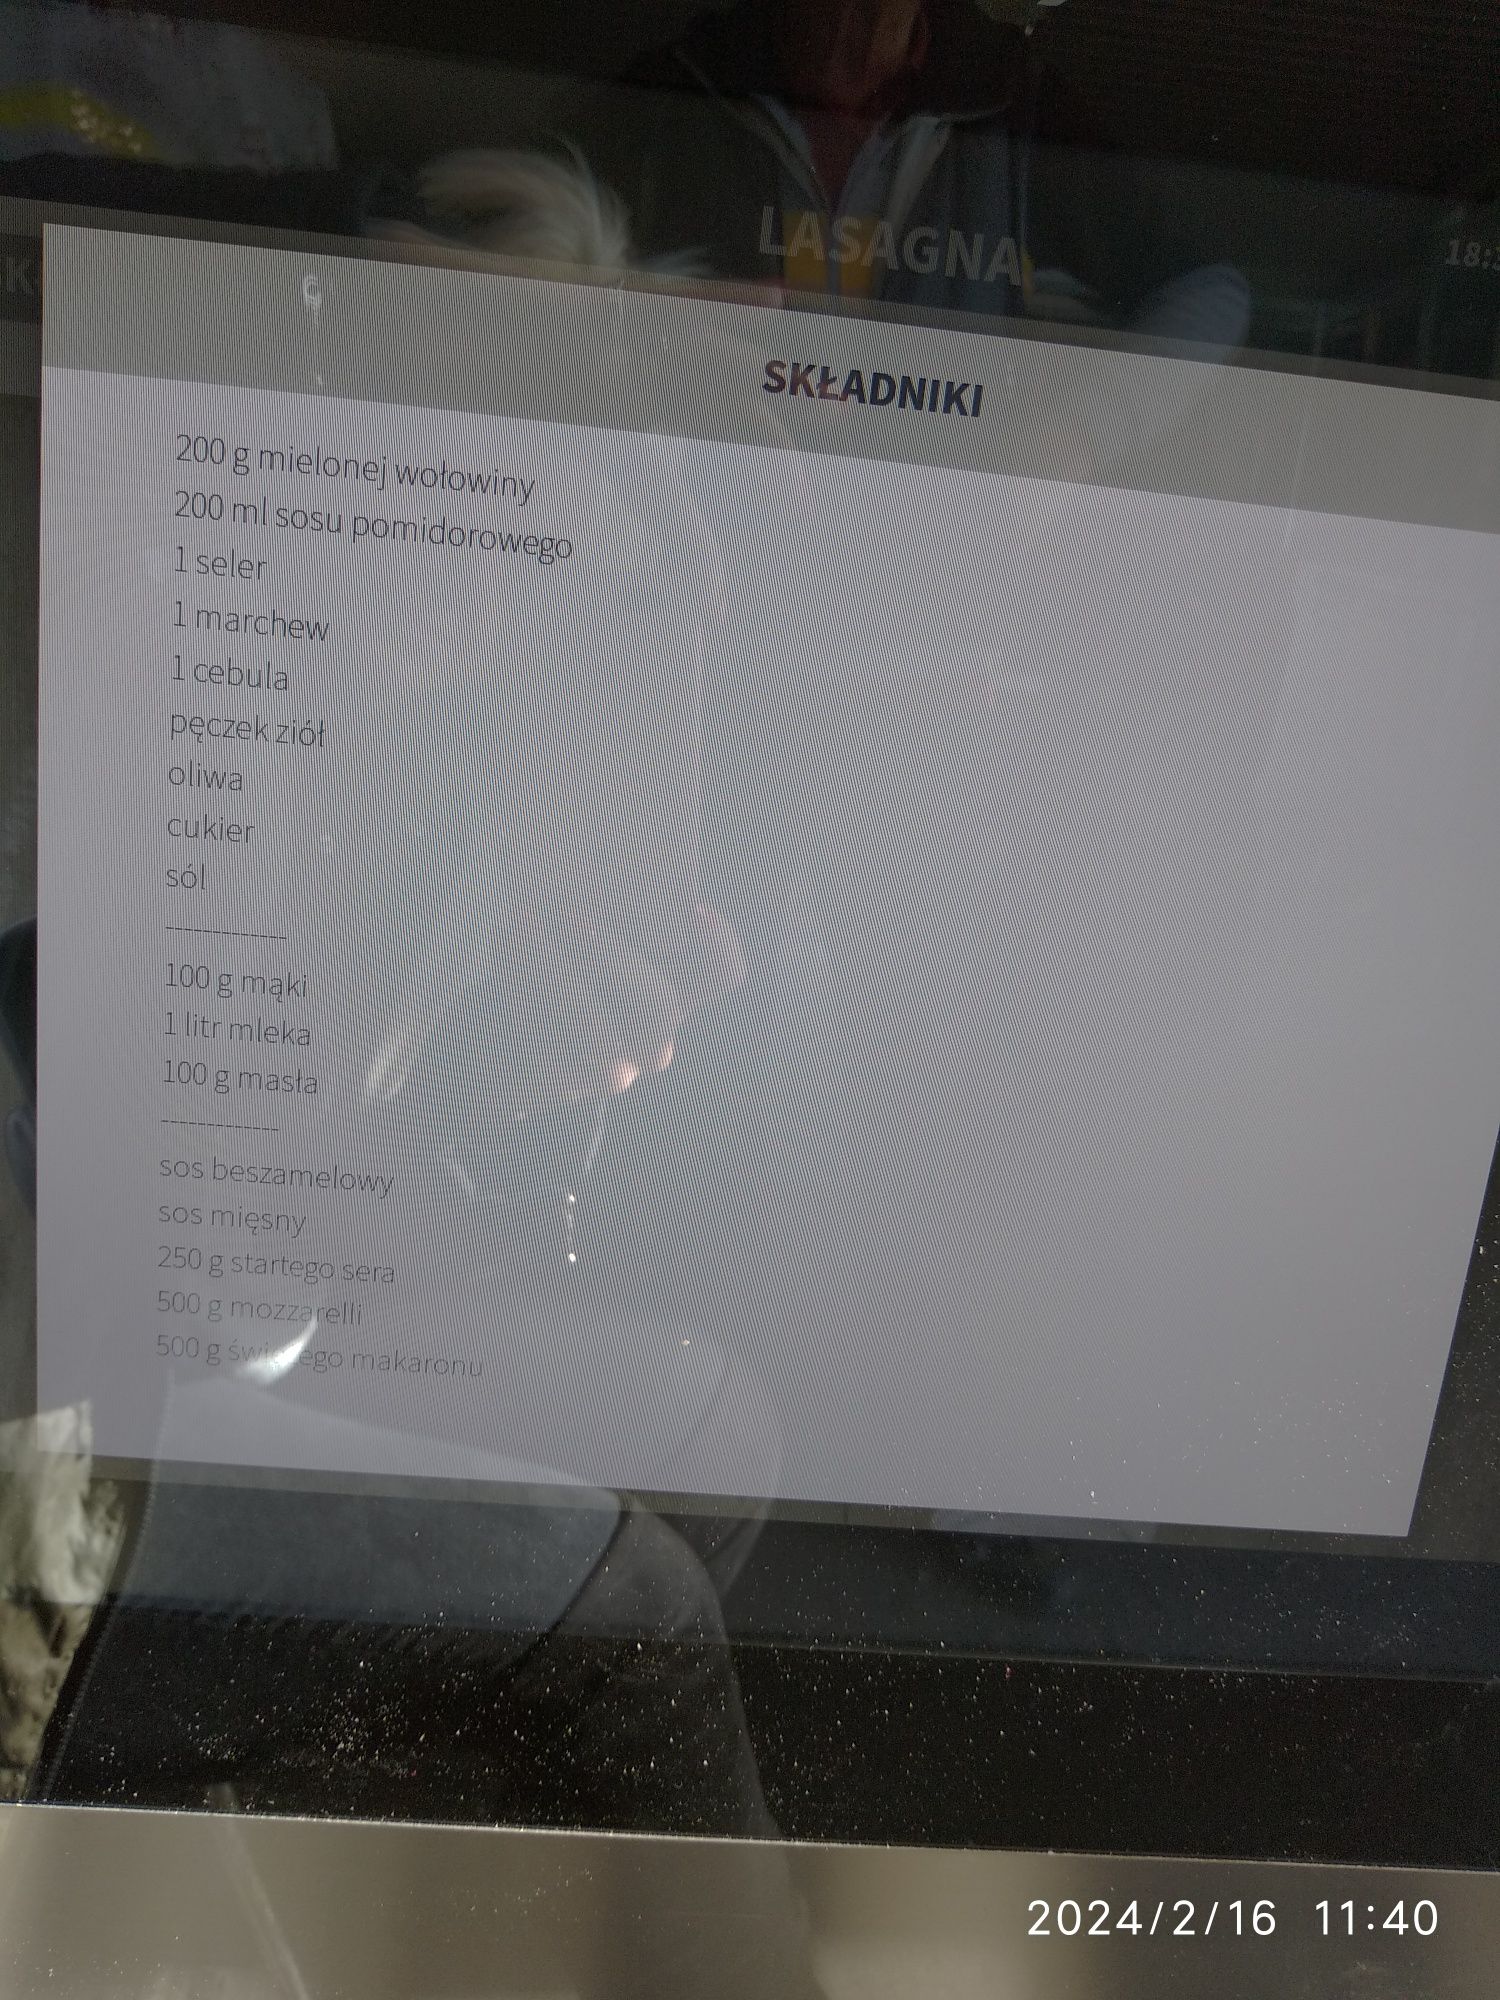 LASAGNA
SKŁADNIKI
200 g mielonej wołowiny
200 ml sosu pomidorowego
1 seler
1 marchew
1 cebula
pęczek ziół
oliwa
cukier
sól
-------------
100 g mąki
1 litr mleka
100 g masła
-------------
sos beszamelowy
sos mięsny
250 g startego sera
500 g mozzarelli
500 g świeżego makaronu
2024/2/16 11:40